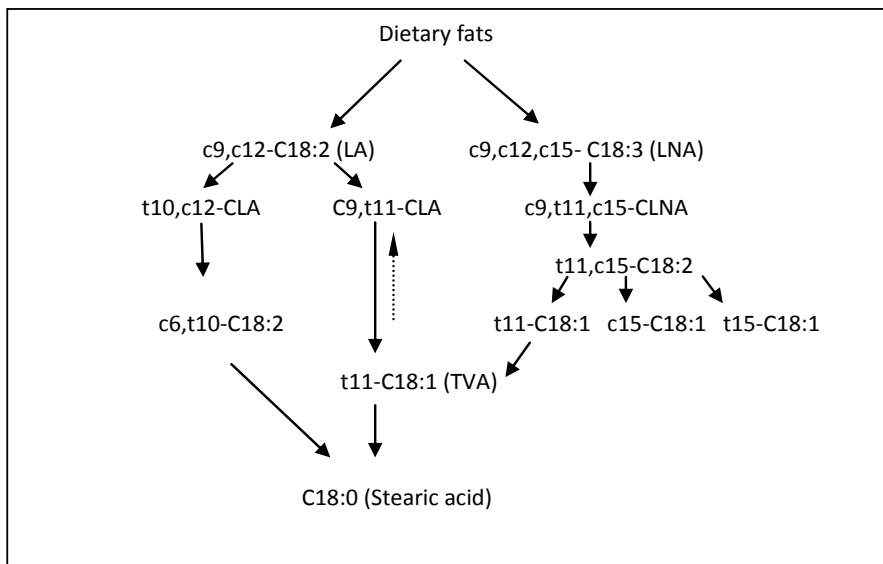 Dietary fats
c9,c12-C18:2 (LA)
c9,c12,c15- C18:3 (LNA)
t10,c12-CLA
C9,t11-CLA
c9,t11,c15-CLNA
t11,c15-C18:2
c6,t10-C18:2
t11-C18:1
c15-C18:1
t15-C18:1
t11-C18:1 (TVA)
C18:0 (Stearic acid)